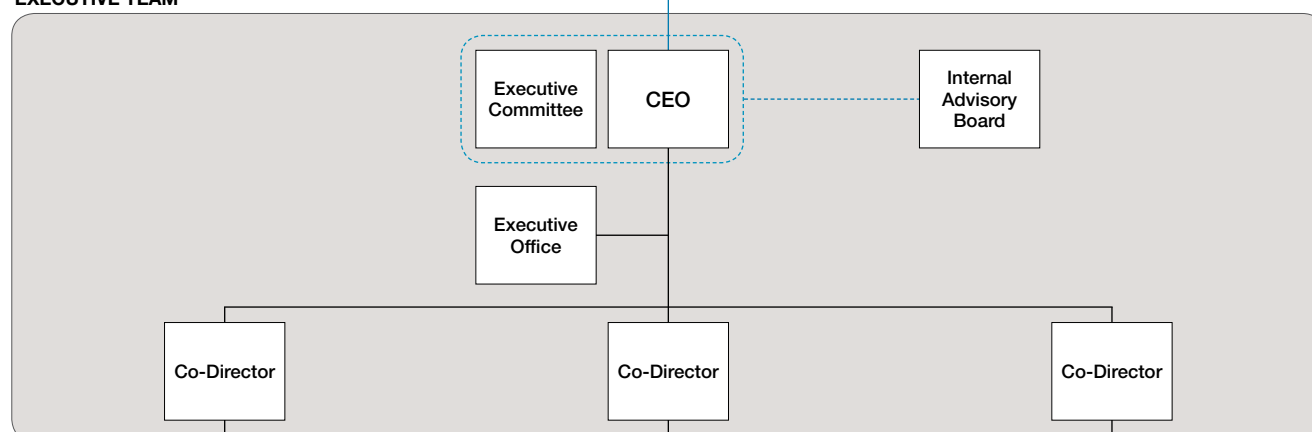 EXECUTIVE TEAM
Executive
Committee
CEO
Internal
Advisory
Board
Executive
Office
Co-Director
Co-Director
Co-Director